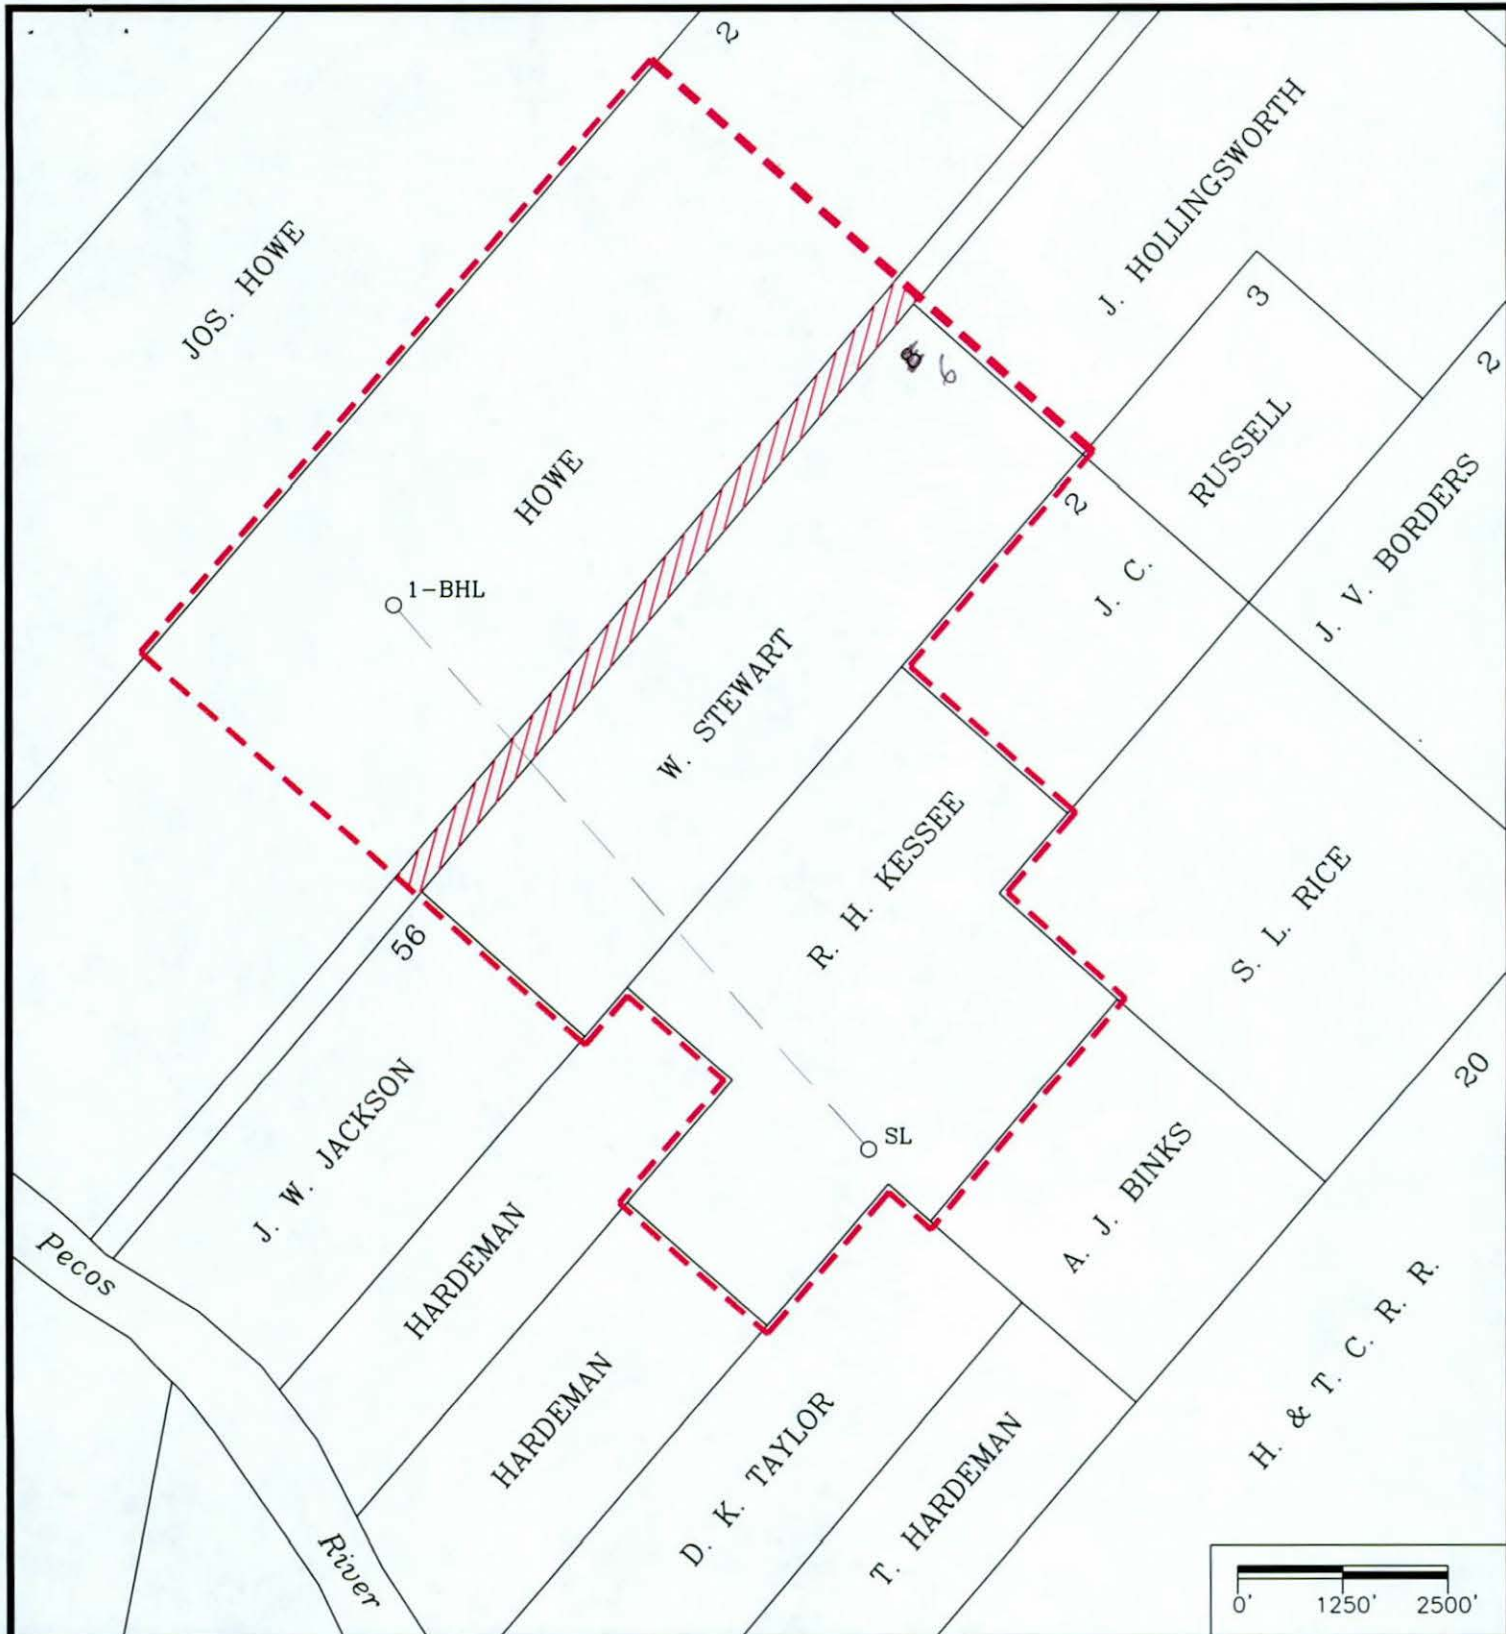 2
JOS. HOWE
J. HOLLINGSWORTH
3
6
2
HOWE
RUSSELL
2
J. C.
J. V. BORDERS
1-BHL
W. STEWART
R. H. KESSEE
S. L. RICE
56
20
J. W. JACKSON
SL
A. J. BINKS
Pecos
HARDEMAN
H. & T. C. R. R.
HARDEMAN
D. K. TAYLOR
T. HARDEMAN
River
0' 1250' 2500'